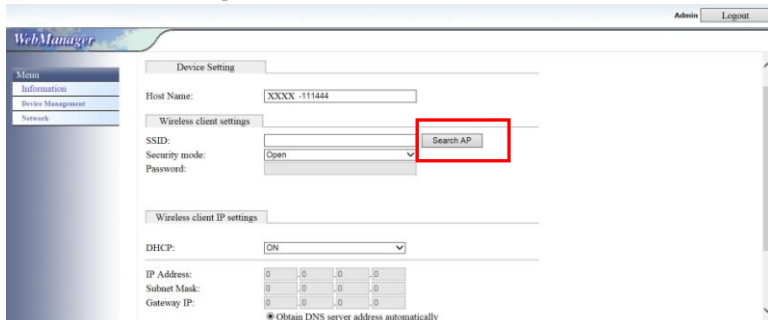 Admin Logout
WebManager
Menu
Information
Device Management
Network
Device Setting
Host Name: XXXX -111444
Wireless client settings
SSID: Search AP
Security mode: Open
Password:
Wireless client IP settings
DHCP: ON
IP Address: 0 .0 .0 .0
Subnet Mask: 0 .0 .0 .0
Gateway IP: 0 .0 .0 .0
Obtain DNS server address automatically